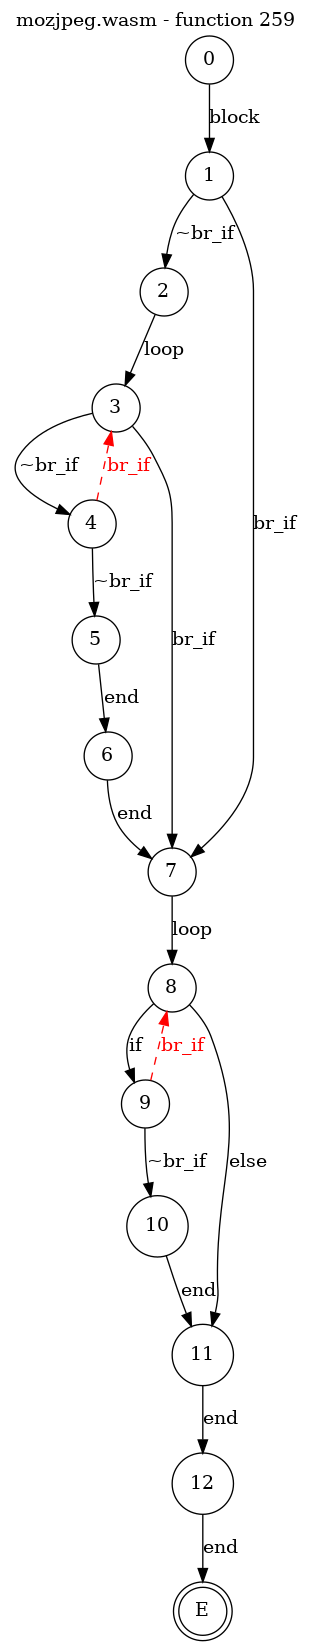 mozjpeg.wasm - function 259
0
block
1
~br_if
2
loop
3
~br_if
br_if
br_if
4
~br_if
5
br_if
end
6
end
7
loop
8
if
br_if
9
else
~br_if
10
end
11
end
12
end
E